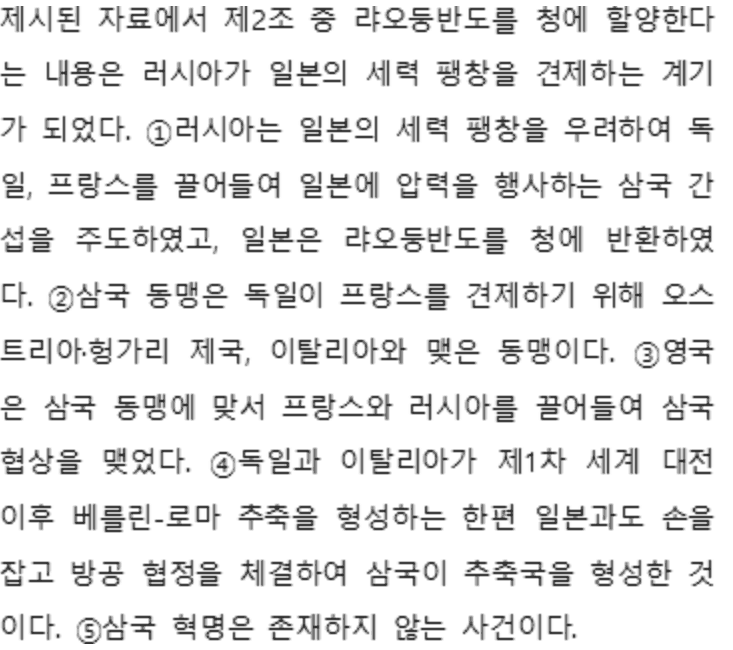 제시된 자료에서 제2조 중 랴오둥반도를 청에 할양한다
는 내용은 러시아가 일본의 세력 팽창을 견제하는 계기
가 되었다. ①러시아는 일본의 세력 팽창을 우려하여 독
일, 프랑스를 끌어들여 일본에 압력을 행사하는 삼국 간
섭을 주도하였고, 일본은 랴오둥반도를 청에 반환하였
다. ②삼국 동맹은 독일이 프랑스를 견제하기 위해 오스
트리아·헝가리 제국, 이탈리아와 맺은 동맹이다. ③영국
은 삼국 동맹에 맞서 프랑스와 러시아를 끌어들여 삼국
협상을 맺었다. ④독일과 이탈리아가 제1차 세계 대전
이후 베를린-로마 추축을 형성하는 한편 일본과도 손을
잡고 방공 협정을 체결하여 삼국이 추축국을 형성한 것
이다. ⑤삼국 혁명은 존재하지 않는 사건이다.